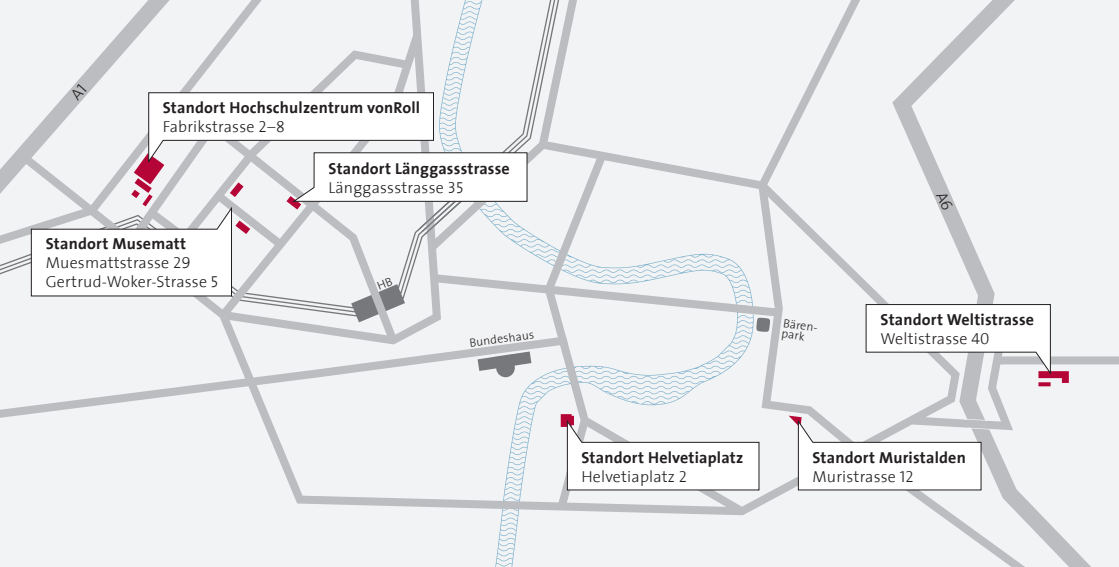 A1
Standort Hochschulzentrum vonRoll
Fabrikstrasse 2–8
Standort Länggassstrasse
Länggassstrasse 35
A6
Standort Musematt
Muesmattstrasse 29
Gertrud-Woker-Strasse 5
HB
Bundeshaus
Bären-
park
Standort Weltistrasse
Weltistrasse 40
Standort Helvetiaplatz
Helvetiaplatz 2
Standort Muristalden
Muristrasse 12